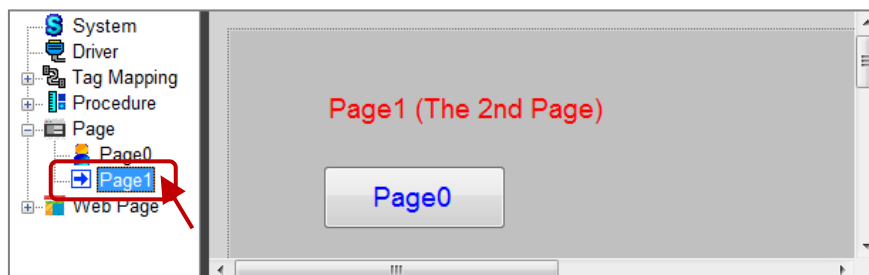 System
Driver
Tag Mapping
Procedure
Page
Page0
Page1
Web Page
Page1 (The 2nd Page)
Page0